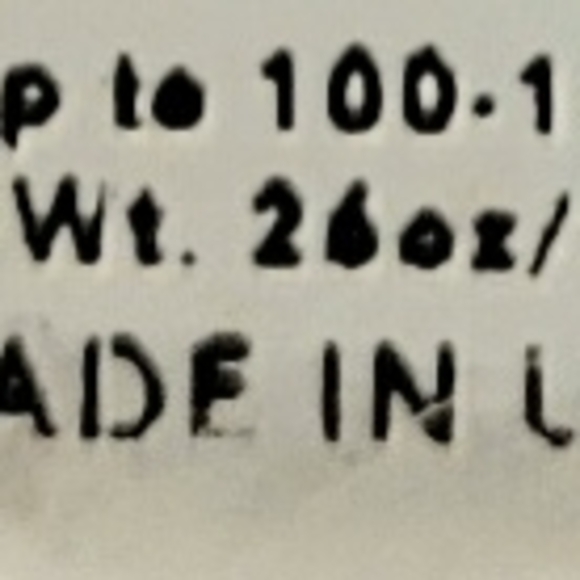 p to 100-1
Wt. 26oz/
ADE IN U